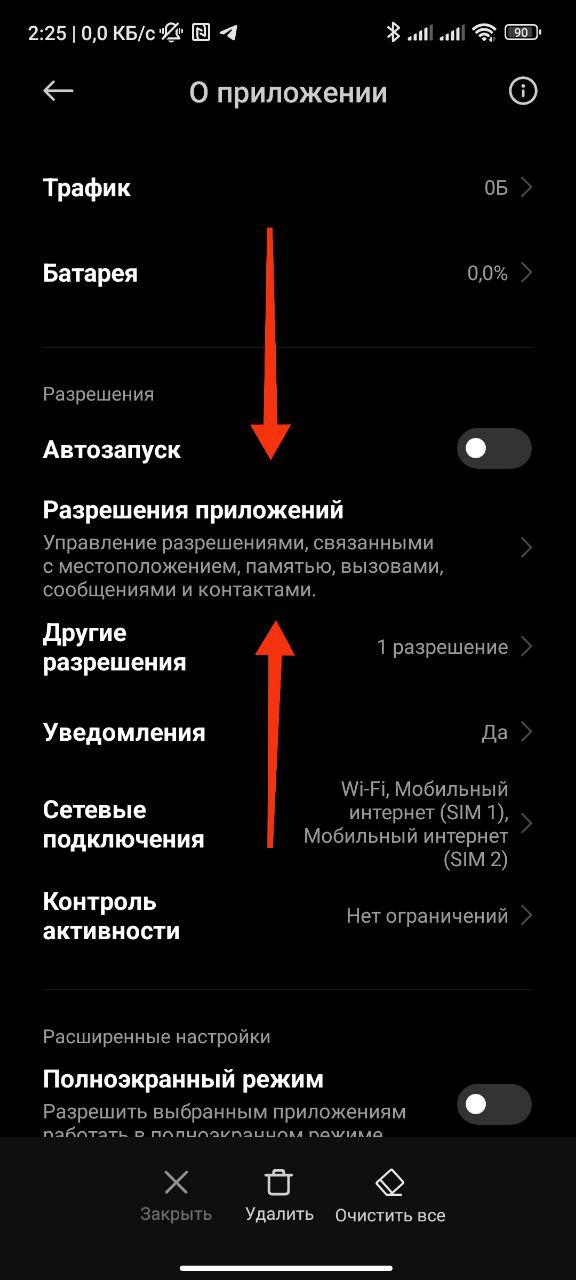 2:25 | 0,0 КБ/с
90
О приложении
Трафик
0Б
Батарея
0,0%
Разрешения
Автозапуск
Разрешения приложений
Управление разрешениями, связанными
с местоположением, памятью, вызовами,
сообщениями и контактами.
Другие
разрешения
1 разрешение
Уведомления
Да
Сетевые
подключения
Wi-Fi, Мобильный
интернет (SIM 1),
Мобильный интернет
(SIM 2)
Контроль
активности
Нет ограничений
Расширенные настройки
Полноэкранный режим
Разрешить выбранным приложениям
работать в полноэкранном режиме
Закрыть
Удалить
Очистить все